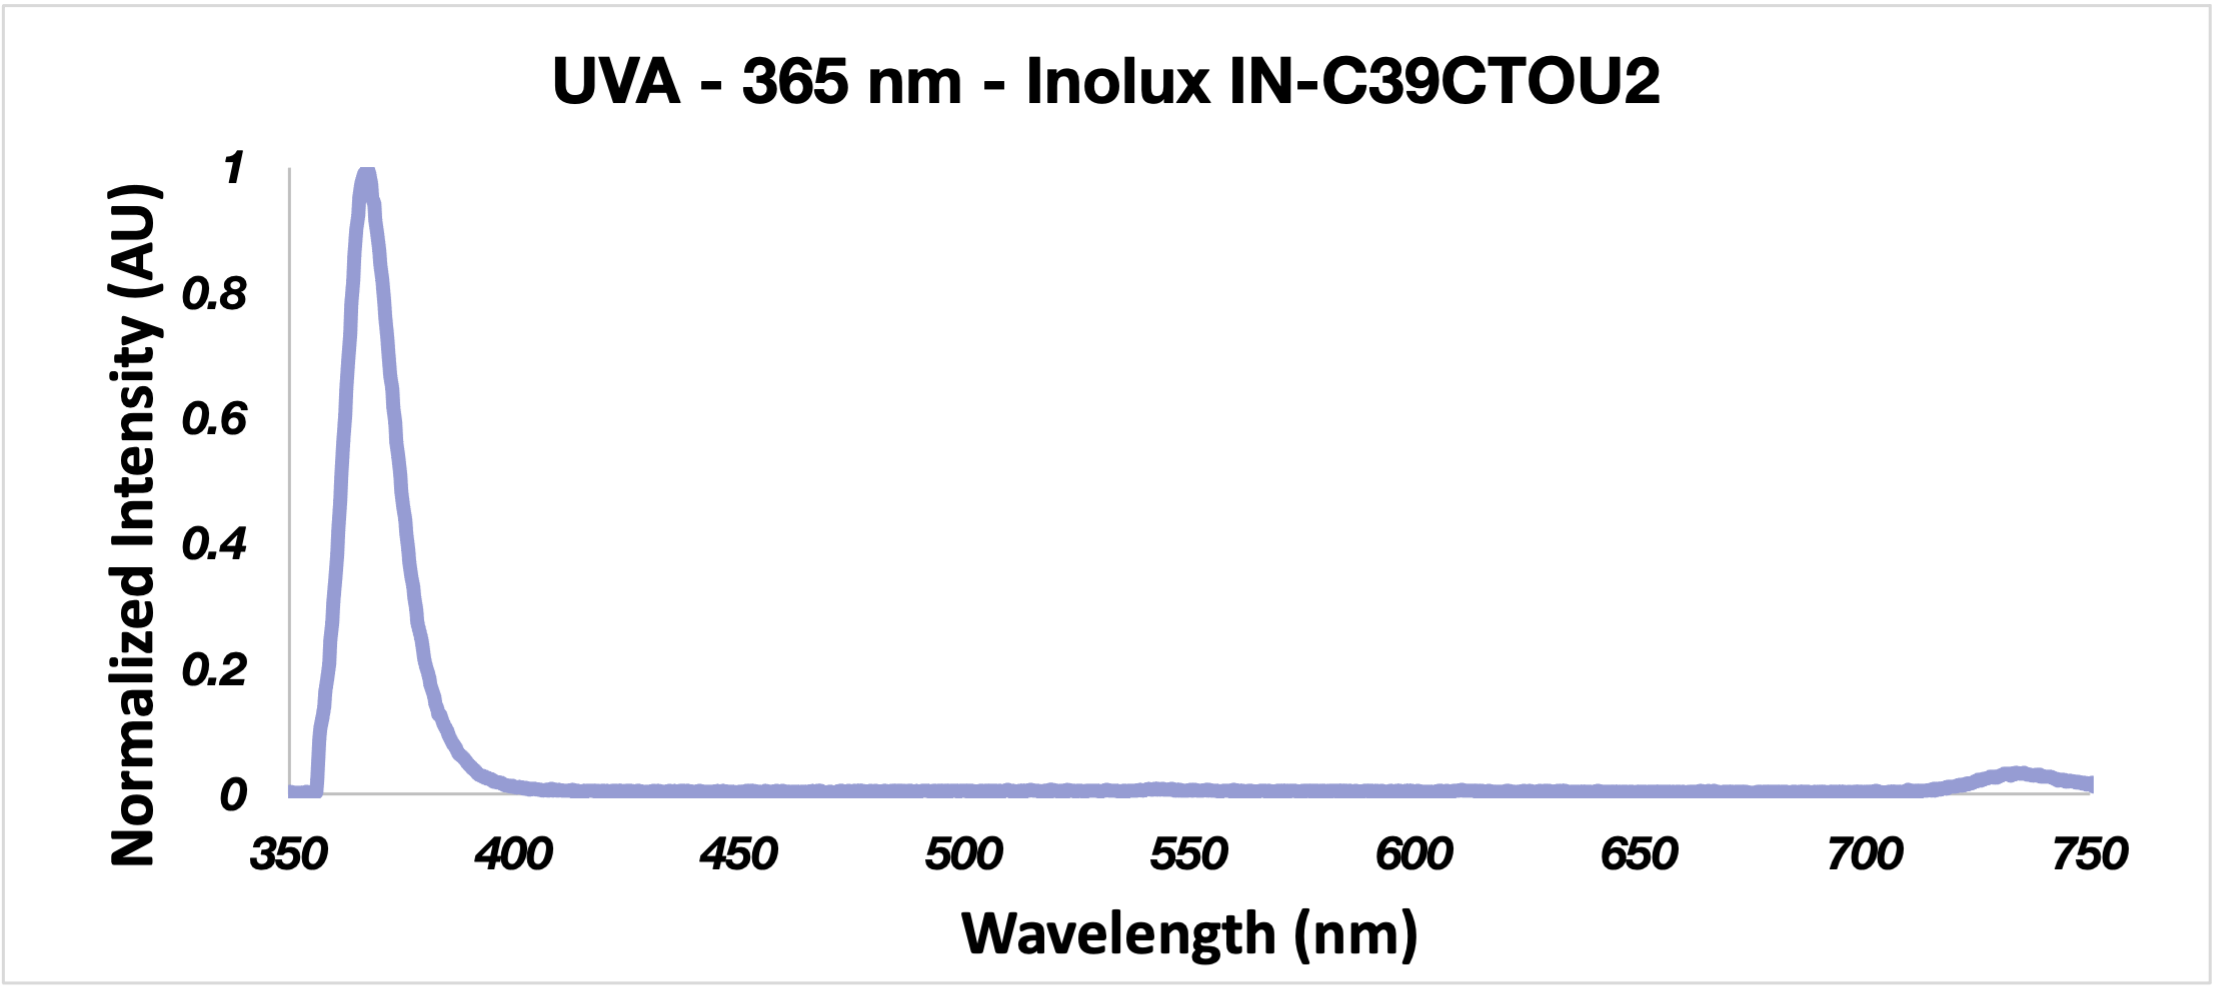 UVA - 365 nm - Inolux IN-C39CTOU2
Normalized Intensity (AU)
1
0.8
0.6
0.4
0.2
0
350 400 450 500 550 600 650 700 750
Wavelength (nm)